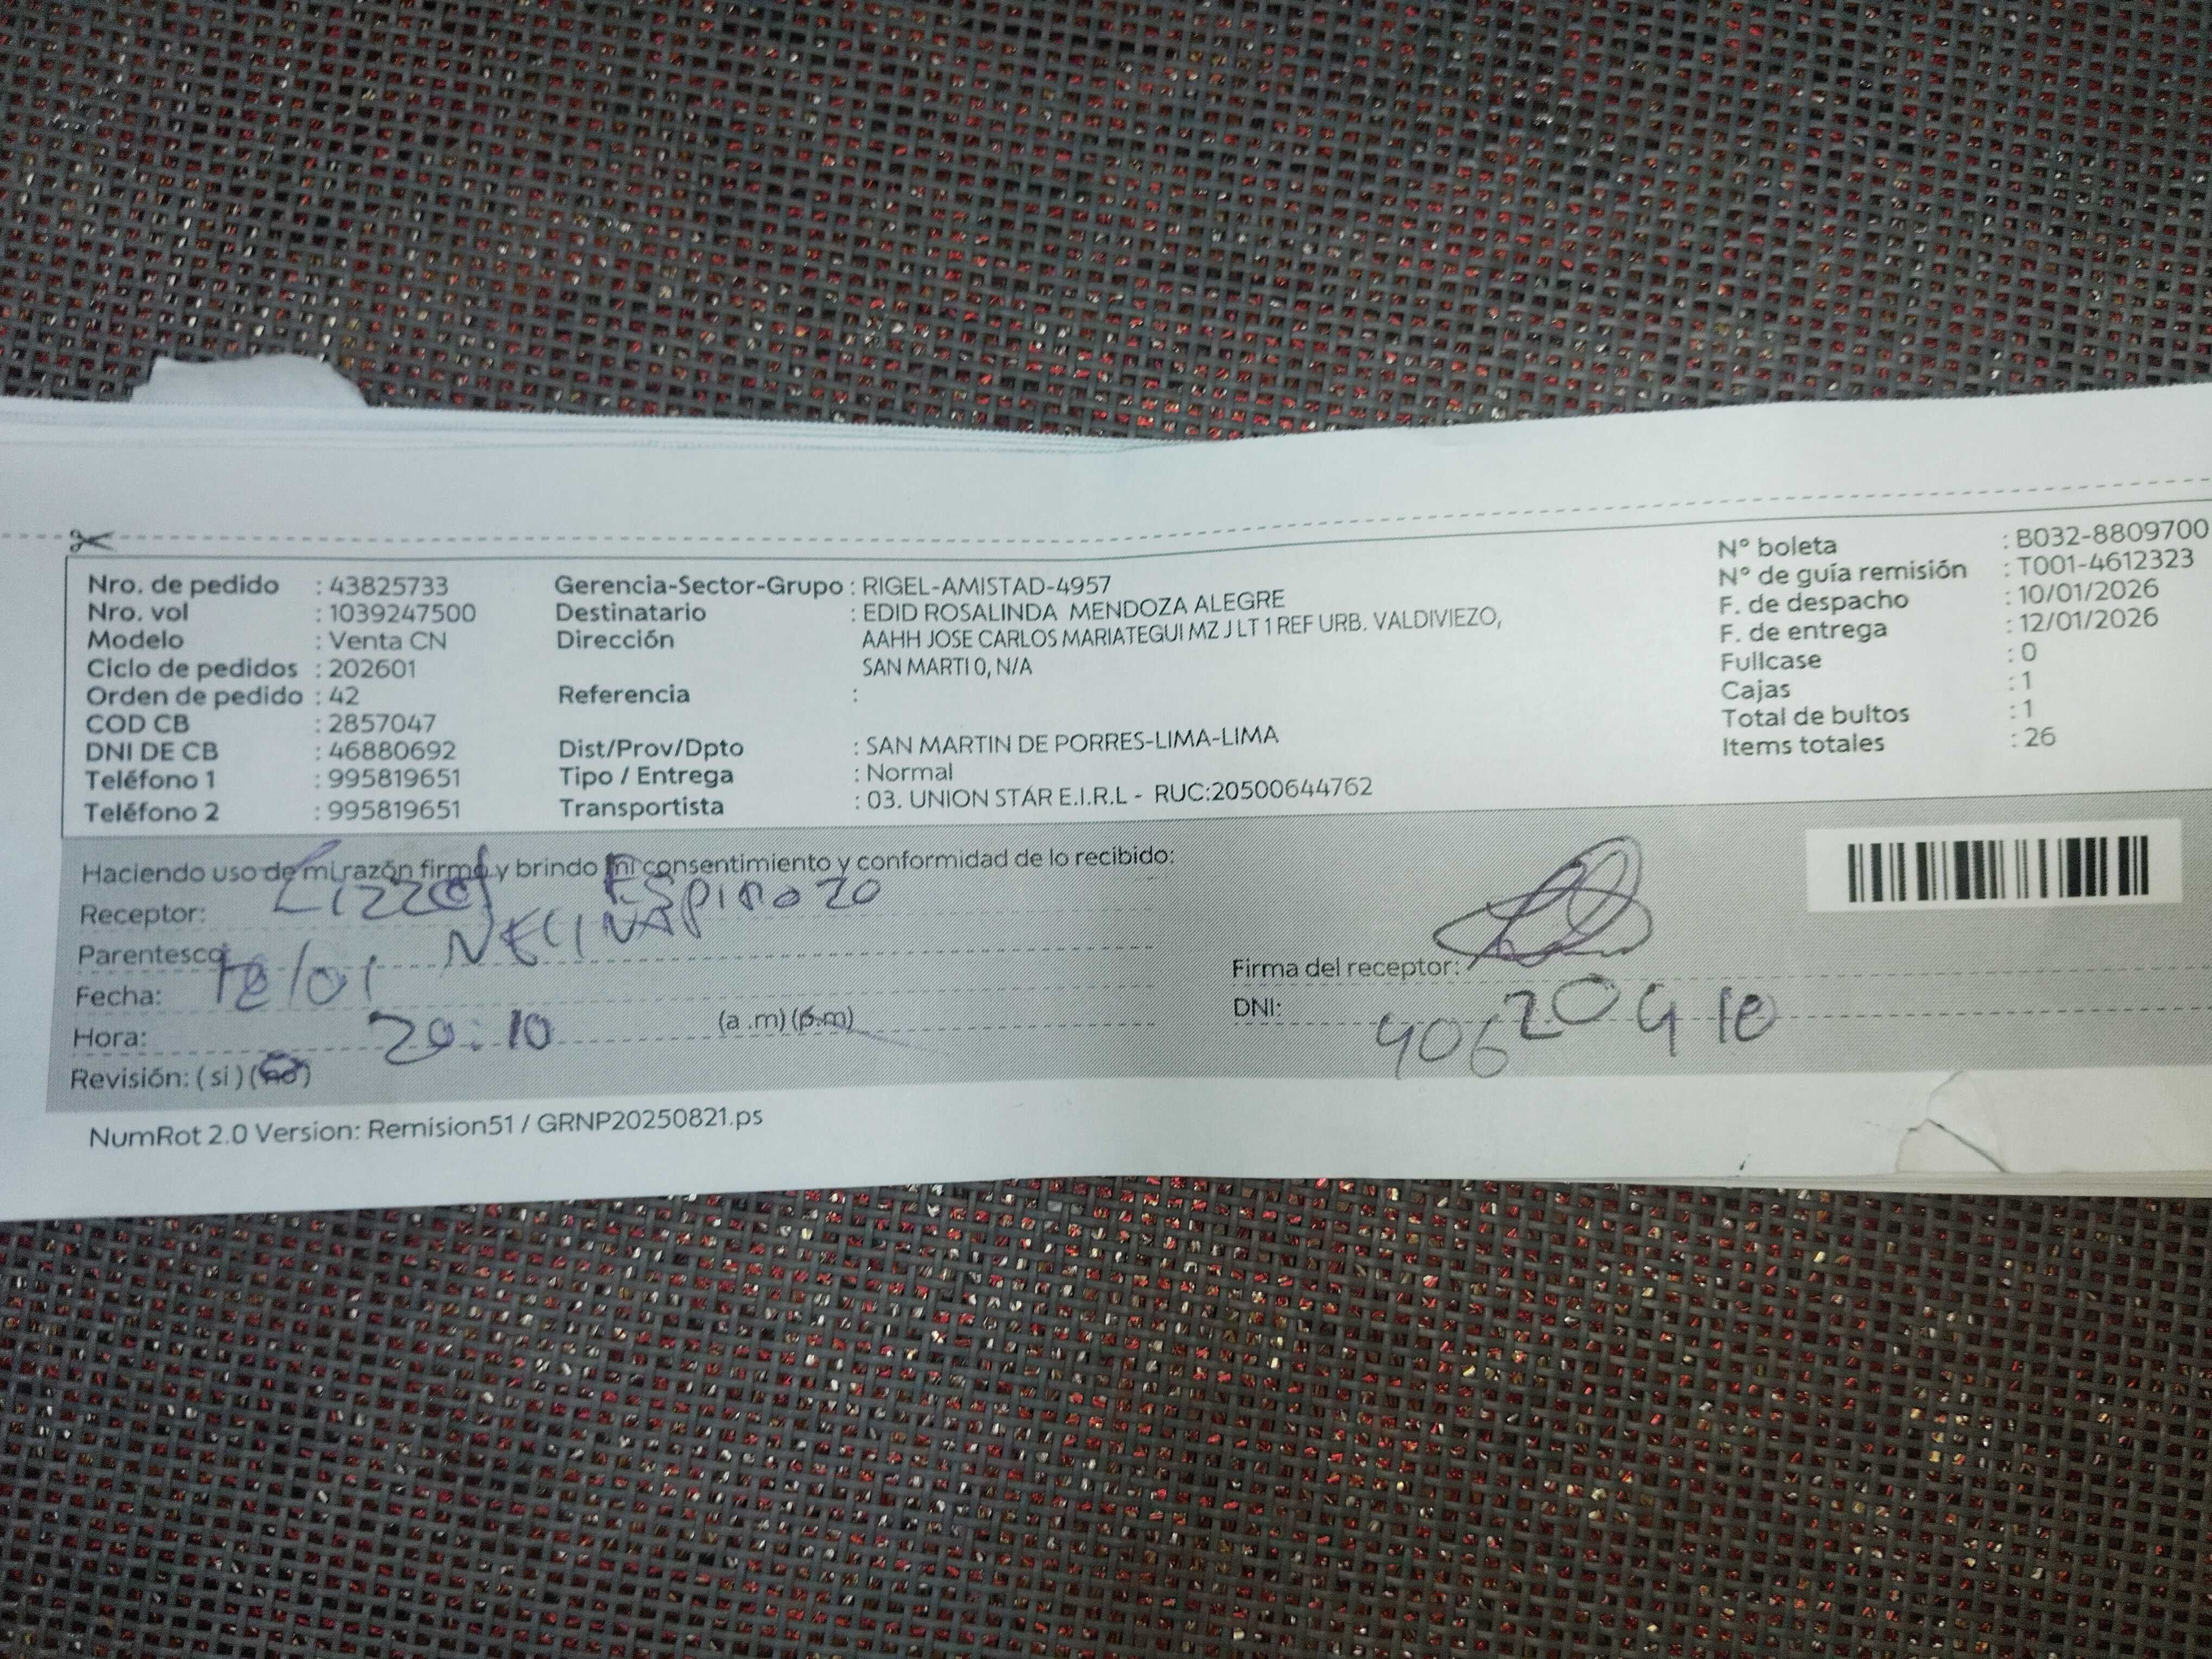 Nro. de pedido : 43825733
Nro. vol : 1039247500
Modelo : Venta CN
Ciclo de pedidos : 202601
Orden de pedido : 42
COD CB : 2857047
DNI DE CB : 46880692
Teléfono 1 : 995819651
Teléfono 2 : 995819651
Gerencia-Sector-Grupo : RIGEL-AMISTAD-4957
Destinatario : EDID ROSALINDA MENDOZA ALEGRE
Dirección AAHH JOSE CARLOS MARIATEGUI MZ J LT 1 REF URB. VALDIVIEZO,
SAN MARTI 0, N/A
Referencia :
Dist/Prov/Dpto : SAN MARTIN DE PORRES-LIMA-LIMA
Tipo / Entrega : Normal
Transportista : 03. UNION STAR E.I.R.L - RUC:20500644762
N° boleta : B032-8809700
N° de guía remisión : T001-4612323
F. de despacho : 10/01/2026
F. de entrega : 12/01/2026
Fullcase : 0
Cajas : 1
Total de bultos : 1
Items totales : 26
Haciendo uso de mi razón firmo y brindo mi consentimiento y conformidad de lo recibido:
Receptor: Espinozo
Parentesco:
Fecha: /01
Hora: 20:10 (a .m) (p.m)
Revisión: (si) (no)
Firma del receptor:
DNI:
NumRot 2.0 Version: Remision51 / GRNP20250821.ps